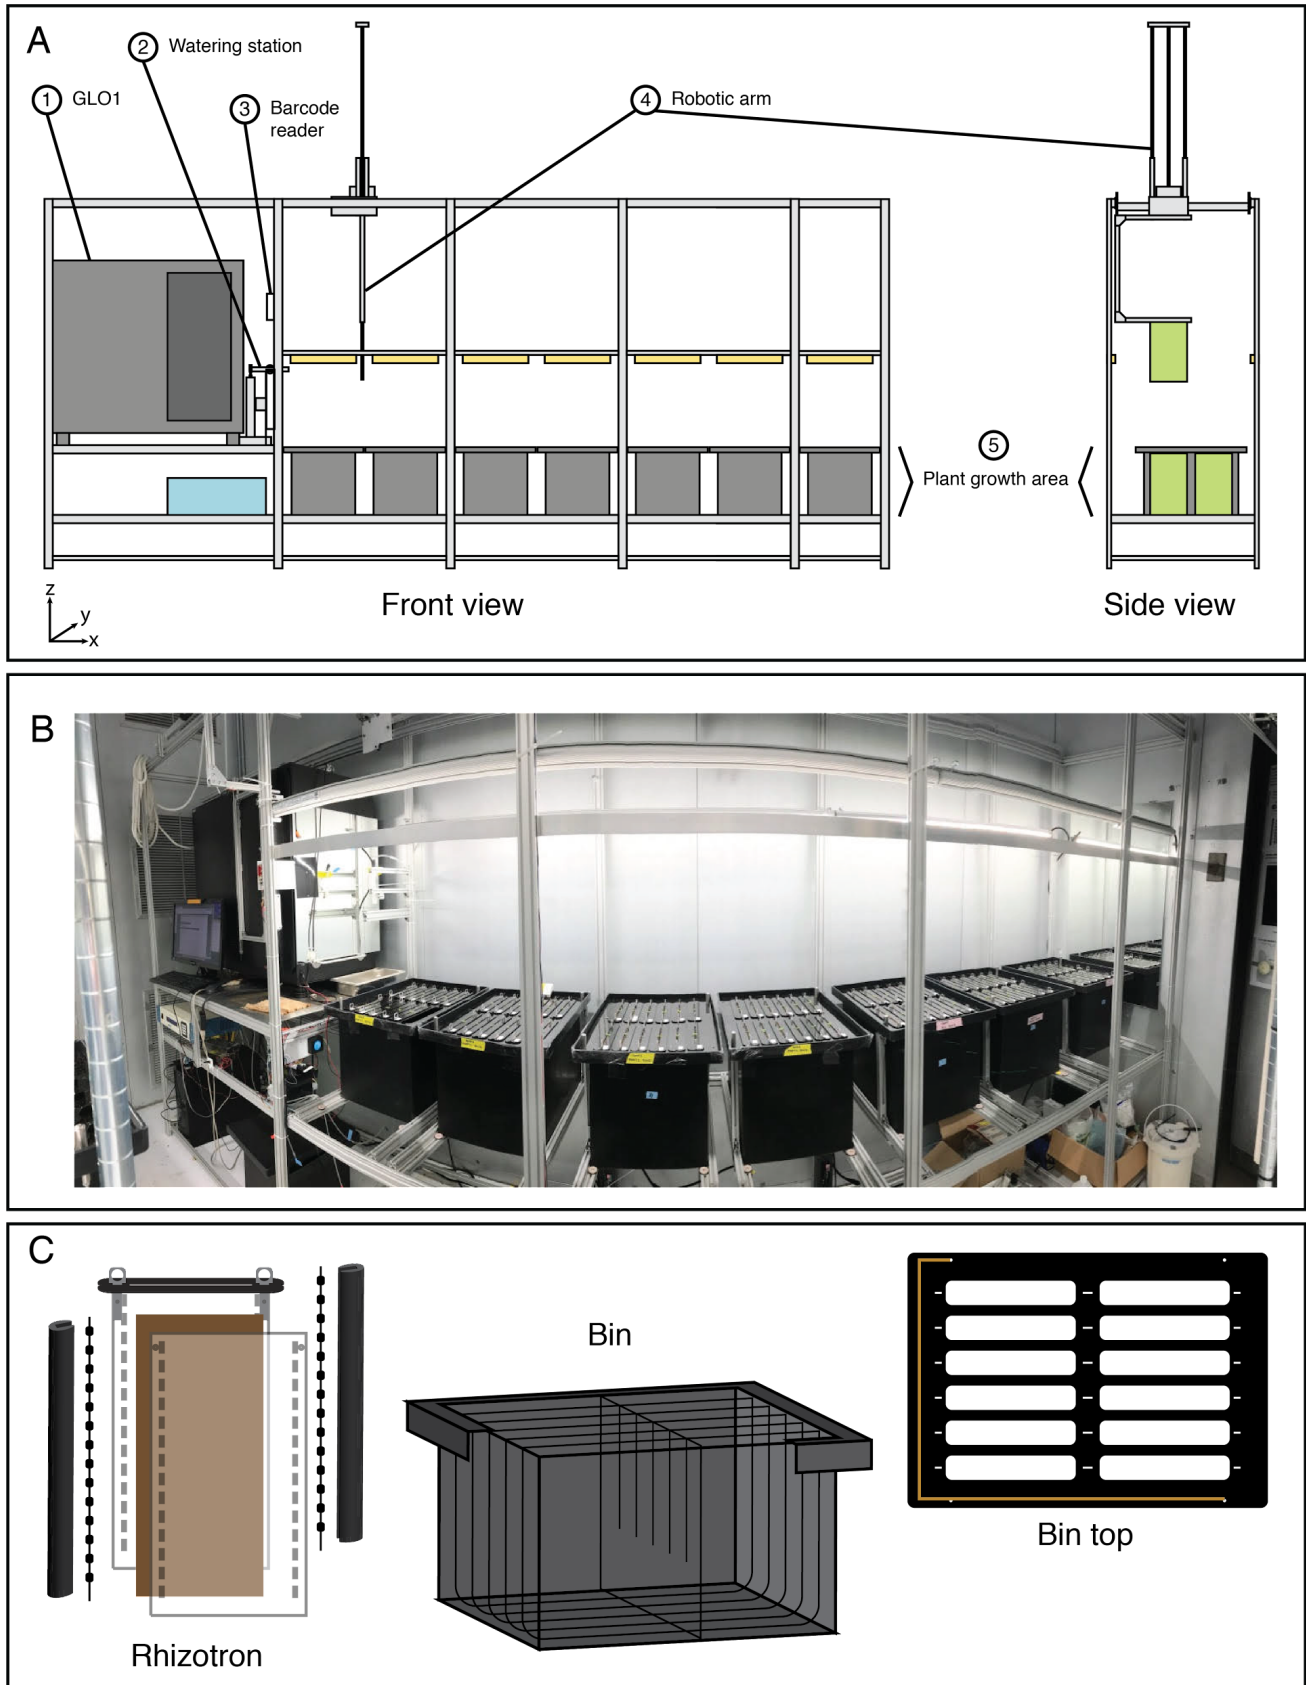 A
② Watering station
① GLO1
③ Barcode
reader
④ Robotic arm
⑤
Plant growth area
z
y
x
Front view
Side view
B
C
Bin
Bin top
Rhizotron